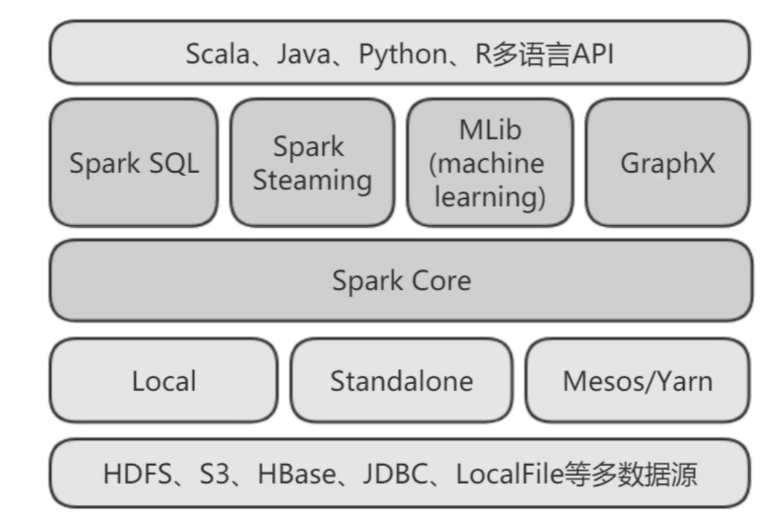 Scala、Java、Python、R多语言API
Spark SQL
Spark
Steaming
MLib
(machine
learning)
GraphX
Spark Core
Local
Standalone
Mesos/Yarn
HDFS、S3、HBase、JDBC、LocalFile等多数据源